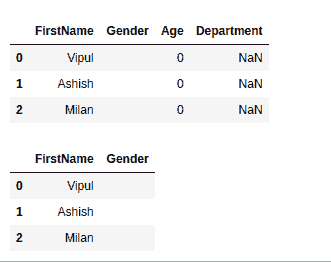 FirstName Gender Age Department
0 Vipul 0 NaN
1 Ashish 0 NaN
2 Milan 0 NaN
FirstName Gender
0 Vipul
1 Ashish
2 Milan